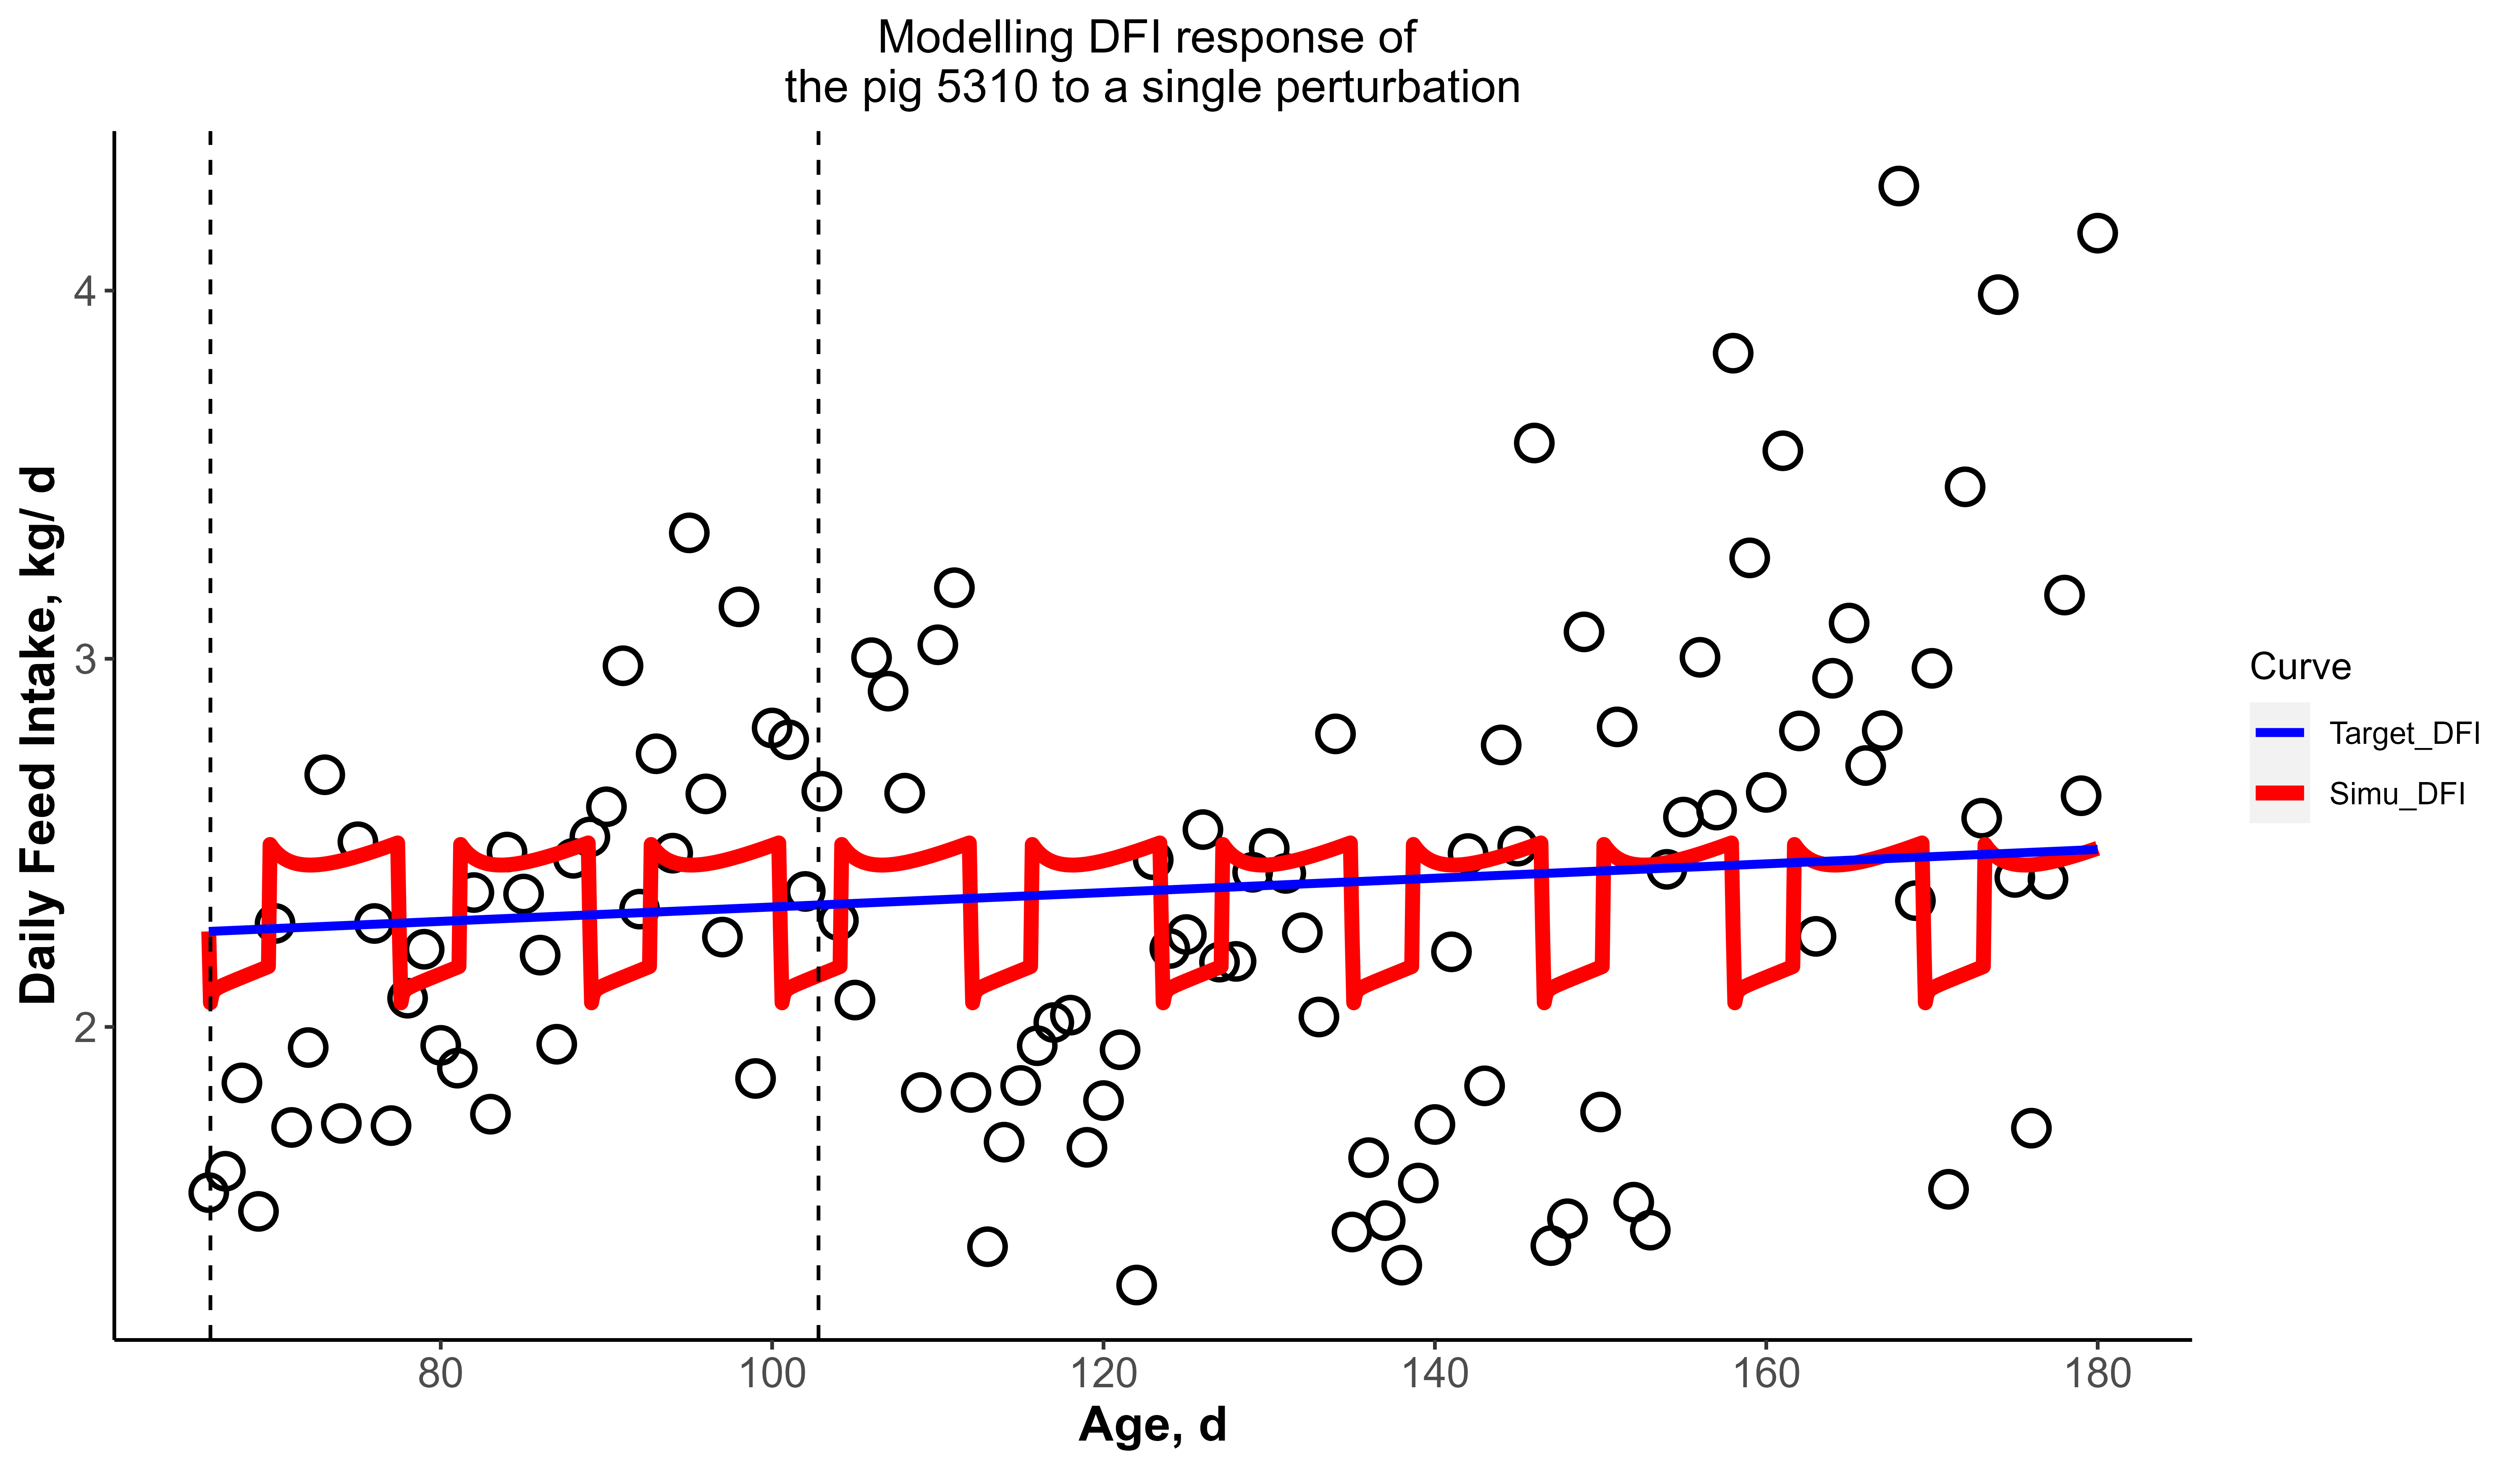 Modelling DFI response of
the pig 5310 to a single perturbation
Daily Feed Intake, kg/ d
4
3
2
80
100
120
140
160
180
Age, d
Curve
Target_DFI
Simu_DFI